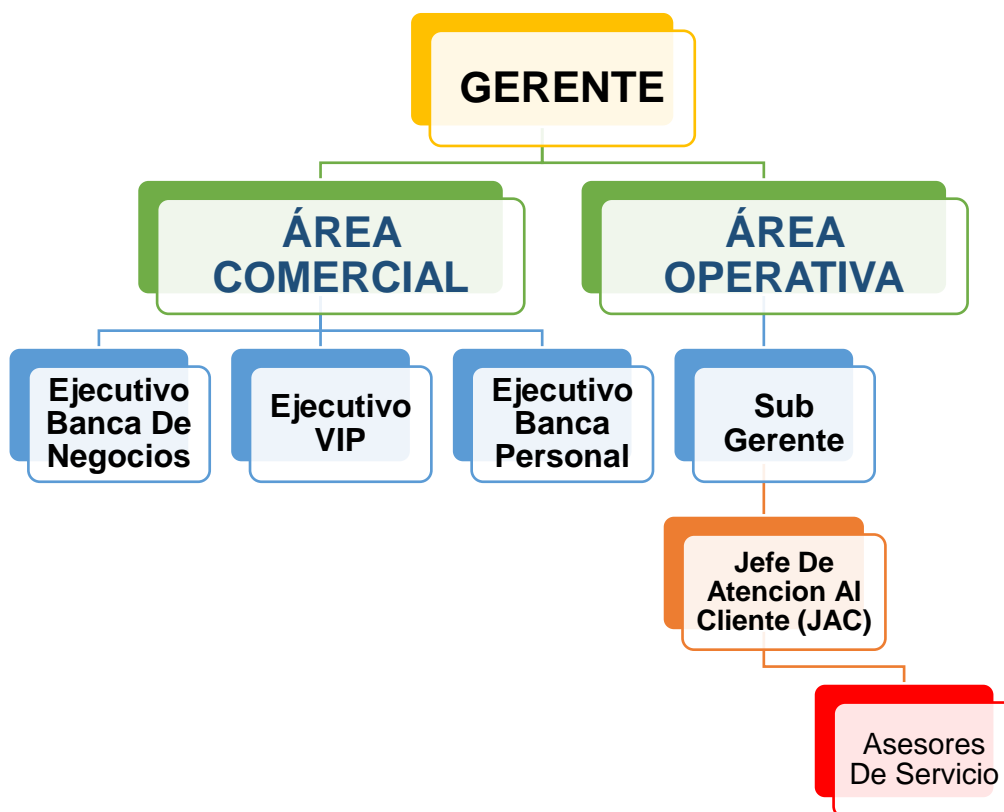 GERENTE
ÁREA
COMERCIAL
ÁREA
OPERATIVA
Ejecutivo
Banca De
Negocios
Ejecutivo
VIP
Ejecutivo
Banca
Personal
Sub
Gerente
Jefe De
Atencion Al
Cliente (JAC)
Asesores
De Servicio